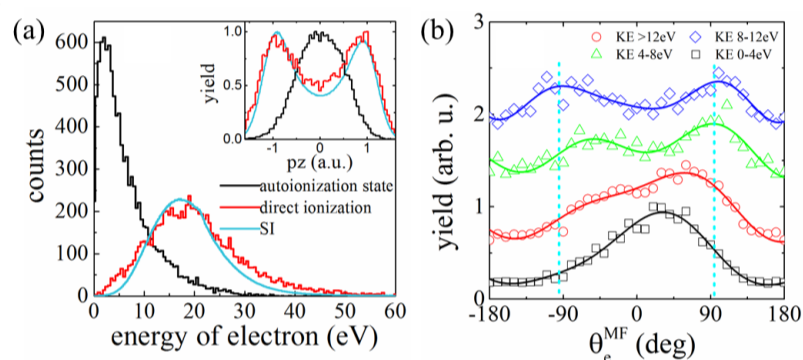 (a)
600
500
400
300
200
100
0
counts
0 10 20 30 40 50 60
energy of electron (eV)
1.0
0.5
0.0
yield
-1 0 1
pz (a.u.)
autoionization state
direct ionization
SI
(b)
3
2
1
0
yield (arb. u.)
KE >12eV KE 8-12eV
KE 4-8eV KE 0-4eV
-180 -90 0 90 180
θₑᴹᶠ (deg)